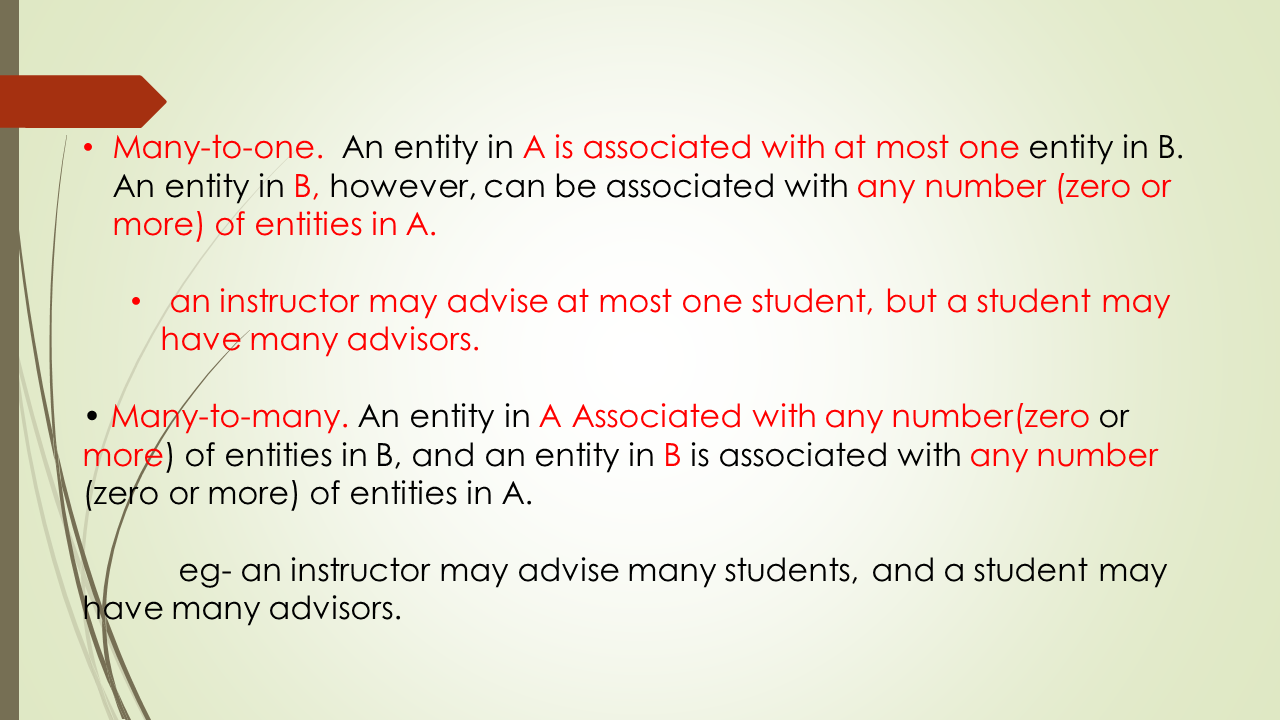 • Many-to-one.  An entity in A is associated with at most one entity in B.
An entity in B, however, can be associated with any number (zero or
more) of entities in A.
•  an instructor may advise at most one student, but a student may
have many advisors.
• Many-to-many. An entity in A Associated with any number(zero or
more) of entities in B, and an entity in B is associated with any number
(zero or more) of entities in A.
eg- an instructor may advise many students, and a student may
have many advisors.